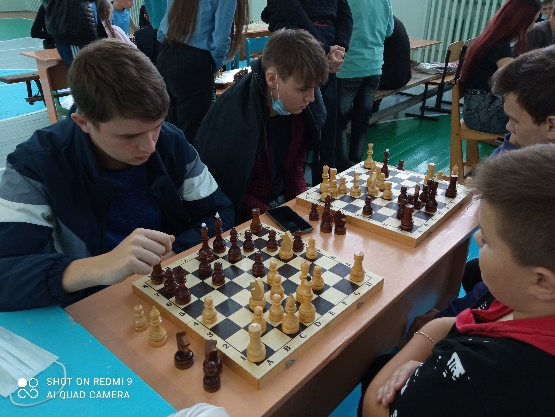 SHOT ON REDMI 9
AI QUAD CAMERA
A B C D E